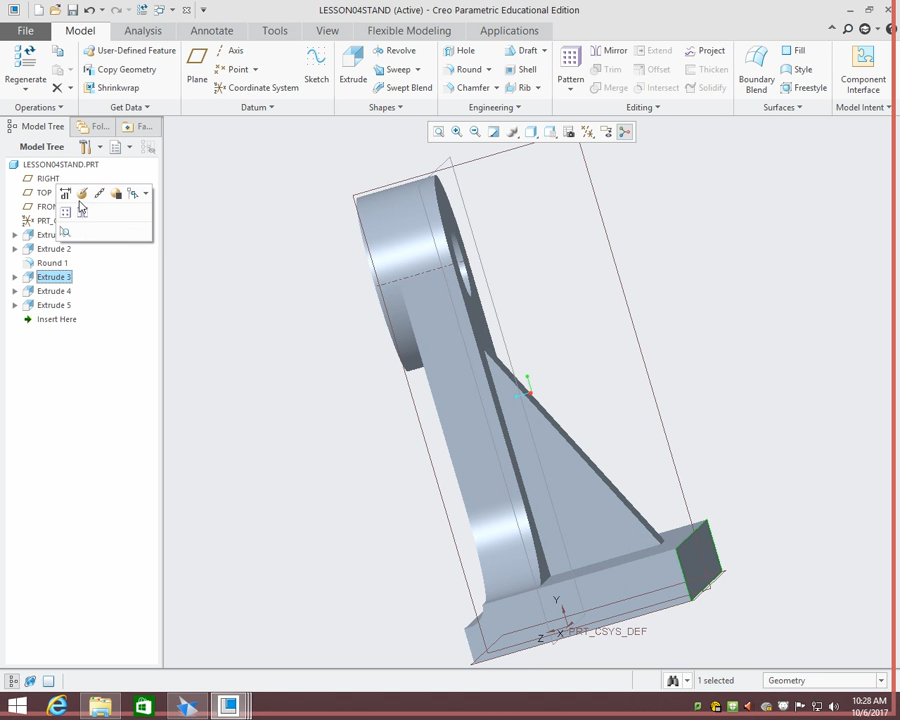 LESSON04STAND (Active) - Creo Parametric Educational Edition
File Model Analysis Annotate Tools View Flexible Modeling Applications
Regenerate
User-Defined Feature
Copy Geometry
Shrinkwrap
Plane
Axis
Point
Coordinate System
Sketch
Extrude
Revolve
Sweep
Swept Blend
Hole
Round
Chamfer
Draft
Shell
Rib
Pattern
Mirror
Trim
Merge
Extend
Offset
Intersect
Project
Thicken
Solidify
Boundary
Blend
Fill
Style
Freestyle
Component
Interface
Operations Get Data Datum Shapes Engineering Editing Surfaces Model Intent
Model Tree Fol... Fa...
Model Tree
LESSON04STAND.PRT
RIGHT
TOP
FRON
PRT_C
Extru
Extrude 2
Round 1
Extrude 3
Extrude 4
Extrude 5
Insert Here
Y
Z X PRT_CSYS_DEF
1 selected Geometry
10:28 AM
10/6/2017